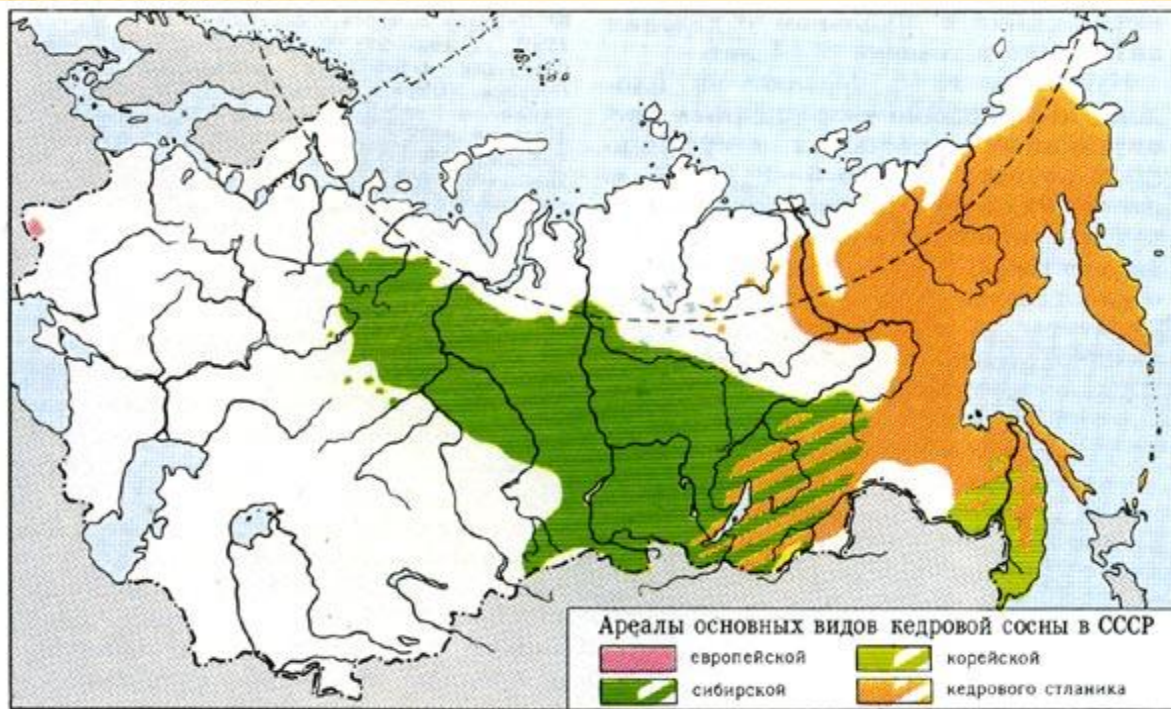 Ареалы основных видов кедровой сосны в СССР
европейской
корейской
сибирской
кедрового стланика